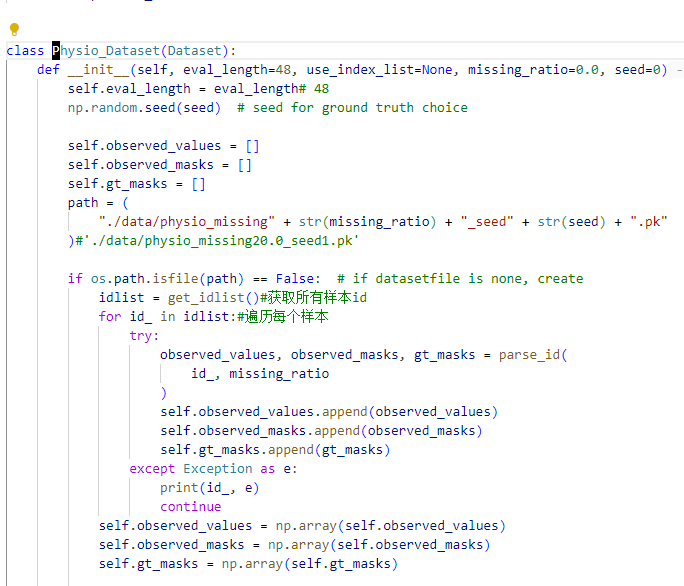 class Physio_Dataset(Dataset):
    def __init__(self, eval_length=48, use_index_list=None, missing_ratio=0.0, seed=0) -
        self.eval_length = eval_length# 48
        np.random.seed(seed)  # seed for ground truth choice
        self.observed_values = []
        self.observed_masks = []
        self.gt_masks = []
        path = (
            "./data/physio_missing" + str(missing_ratio) + "_seed" + str(seed) + ".pk"
        )#'./data/physio_missing20.0_seed1.pk'
        if os.path.isfile(path) == False:  # if datasetfile is none, create
            idlist = get_idlist()#获取所有样本id
            for id_ in idlist:#遍历每个样本
                try:
                    observed_values, observed_masks, gt_masks = parse_id(
                        id_, missing_ratio
                    )
                    self.observed_values.append(observed_values)
                    self.observed_masks.append(observed_masks)
                    self.gt_masks.append(gt_masks)
                except Exception as e:
                    print(id_, e)
                    continue
            self.observed_values = np.array(self.observed_values)
            self.observed_masks = np.array(self.observed_masks)
            self.gt_masks = np.array(self.gt_masks)